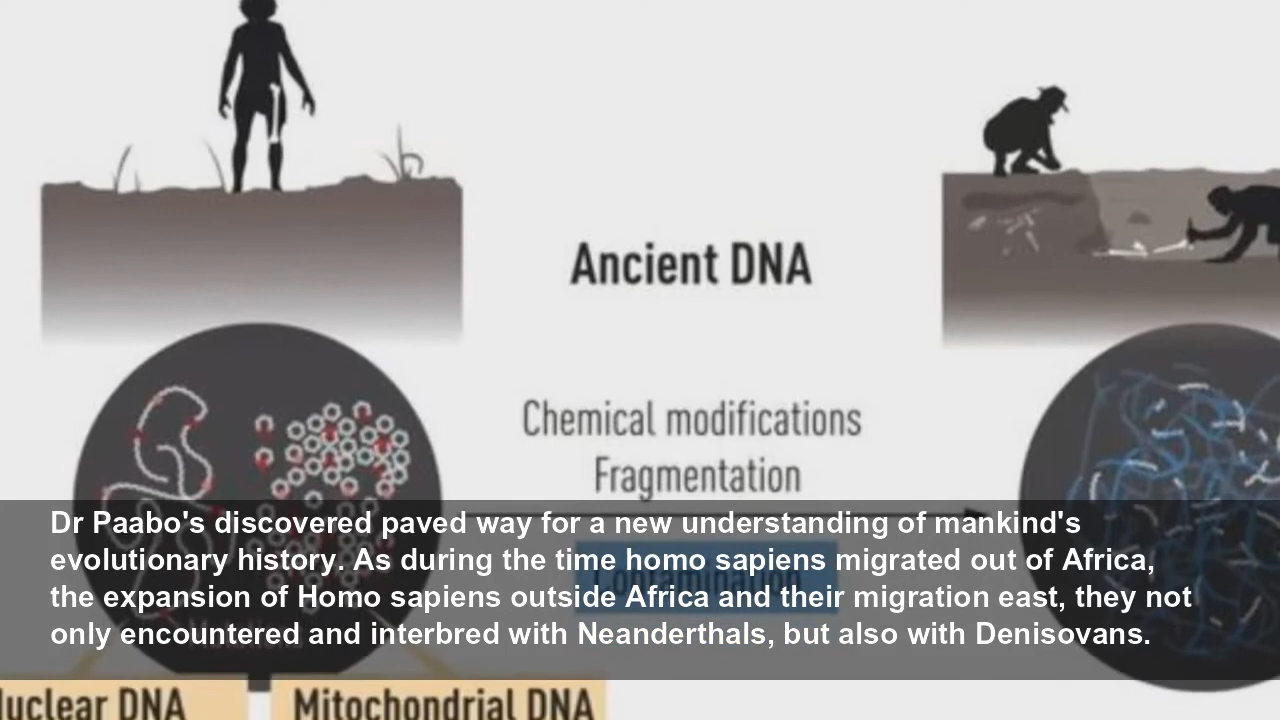 Ancient DNA
Chemical modifications
Fragmentation
Dr Paabo's discovered paved way for a new understanding of mankind's
evolutionary history. As during the time homo sapiens migrated out of Africa,
the expansion of Homo sapiens outside Africa and their migration east, they not
only encountered and interbred with Neanderthals, but also with Denisovans.
Nuclear DNA
Mitochondrial DNA